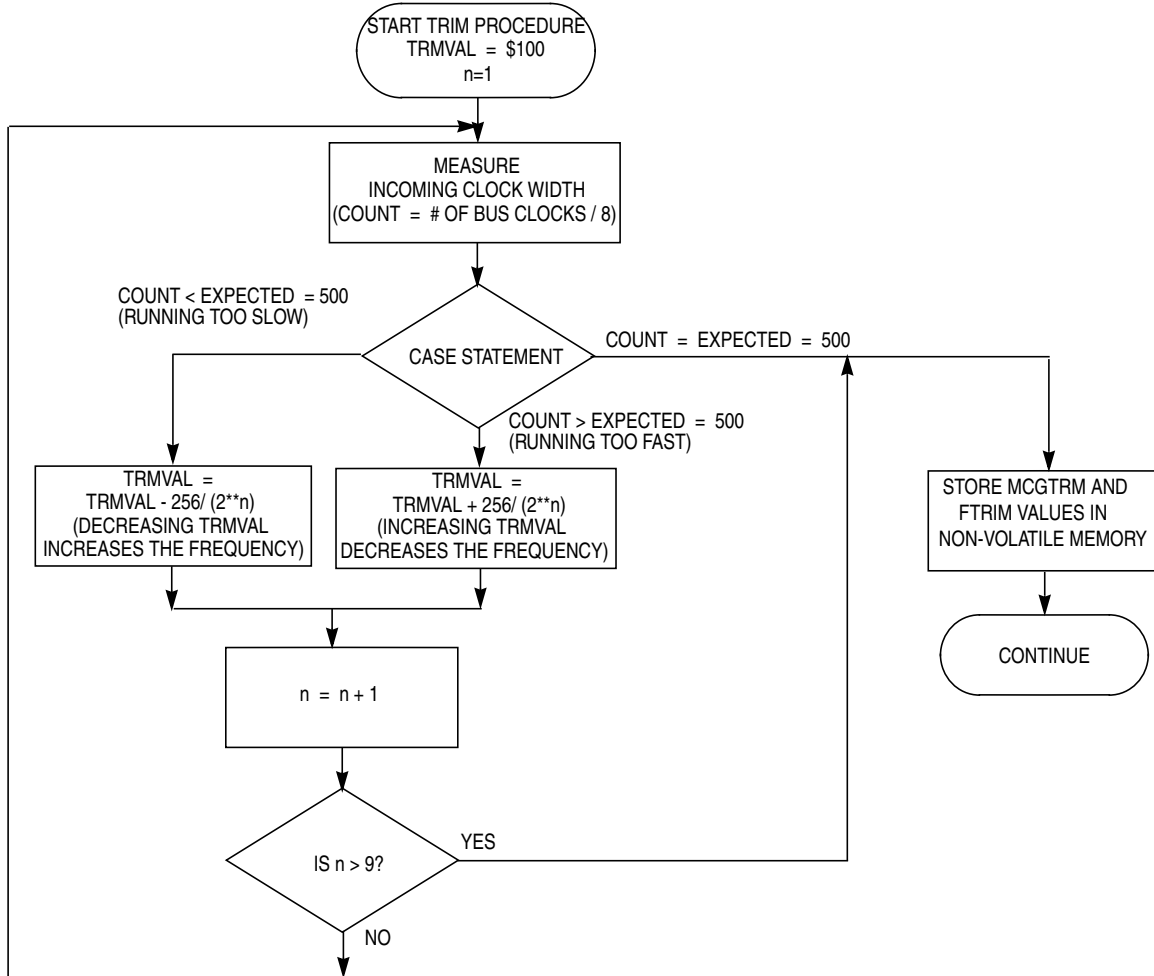 START TRIM PROCEDURE
TRMVAL = $100
n=1
MEASURE
INCOMING CLOCK WIDTH
(COUNT = # OF BUS CLOCKS / 8)
COUNT < EXPECTED = 500
(RUNNING TOO SLOW)
CASE STATEMENT
COUNT = EXPECTED = 500
COUNT > EXPECTED = 500
(RUNNING TOO FAST)
TRMVAL =
TRMVAL - 256/ (2**n)
(DECREASING TRMVAL
INCREASES THE FREQUENCY)
TRMVAL =
TRMVAL + 256/ (2**n)
(INCREASING TRMVAL
DECREASES THE FREQUENCY)
STORE MCGTRM AND
FTRIM VALUES IN
NON-VOLATILE MEMORY
CONTINUE
n = n + 1
IS n > 9?
YES
NO